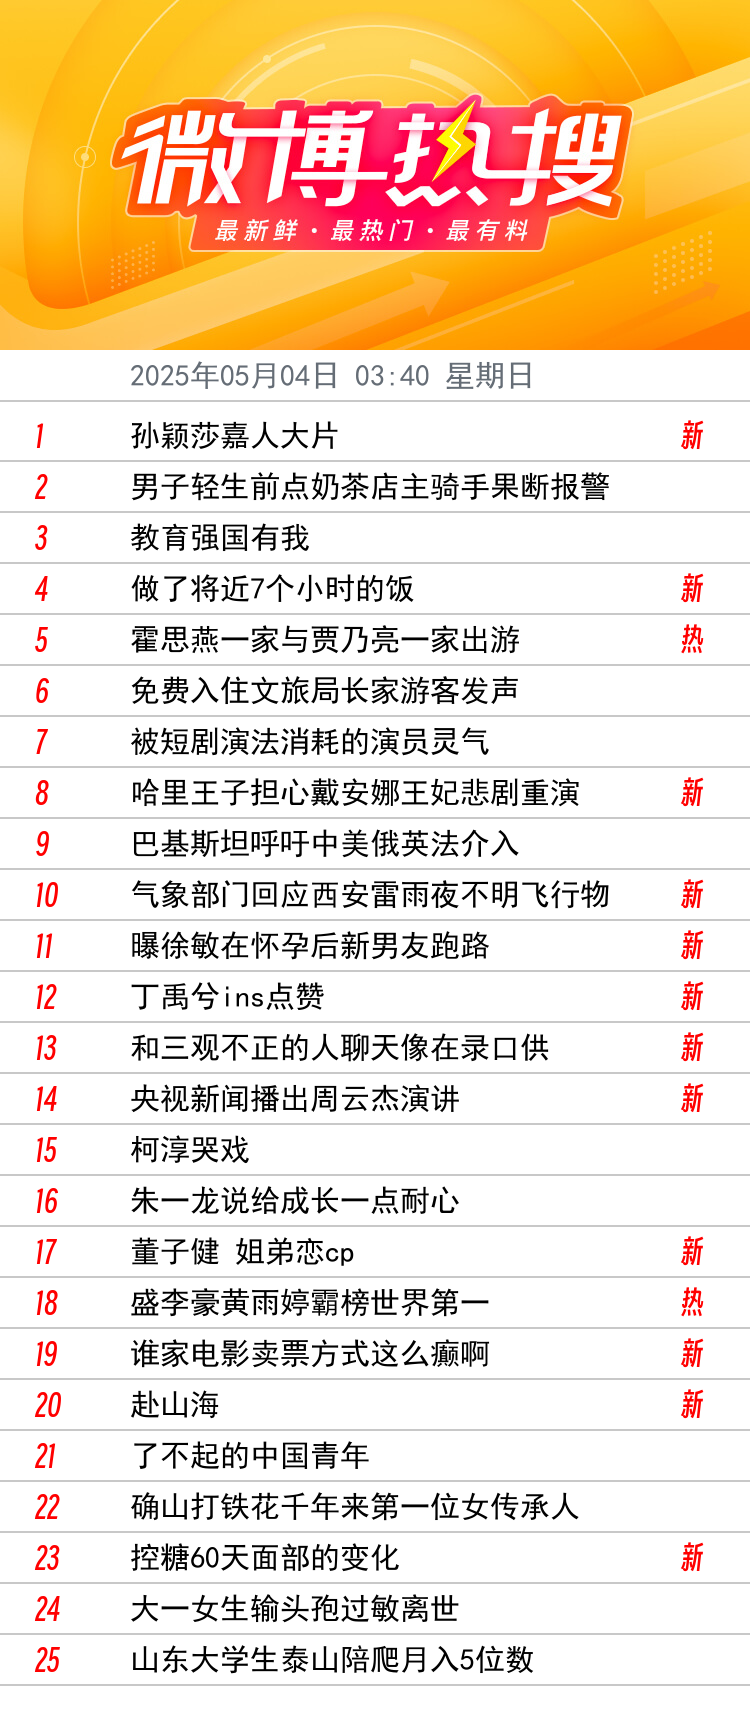 微博热搜
最新鲜·最热门·最有料
2025年05月04日 03:40 星期日
1 孙颖莎嘉人大片 新
2 男子轻生前点奶茶店主骑手果断报警
3 教育强国有我
4 做了将近7个小时的饭 新
5 霍思燕一家与贾乃亮一家出游 热
6 免费入住文旅局长家游客发声
7 被短剧演法消耗的演员灵气
8 哈里王子担心戴安娜王妃悲剧重演 新
9 巴基斯坦呼吁中美俄英法介入
10 气象部门回应西安雷雨夜不明飞行物 新
11 曝徐敏在怀孕后新男友跑路 新
12 丁禹兮ins点赞 新
13 和三观不正的人聊天像在录口供 新
14 央视新闻播出周云杰演讲 新
15 柯淳哭戏
16 朱一龙说给成长一点耐心
17 董子健 姐弟恋cp 新
18 盛李豪黄雨婷霸榜世界第一 热
19 谁家电影卖票方式这么癫啊 新
20 赴山海 新
21 了不起的中国青年
22 确山打铁花千年来第一位女传承人
23 控糖60天面部的变化 新
24 大一女生输头孢过敏离世
25 山东大学生泰山陪爬月入5位数